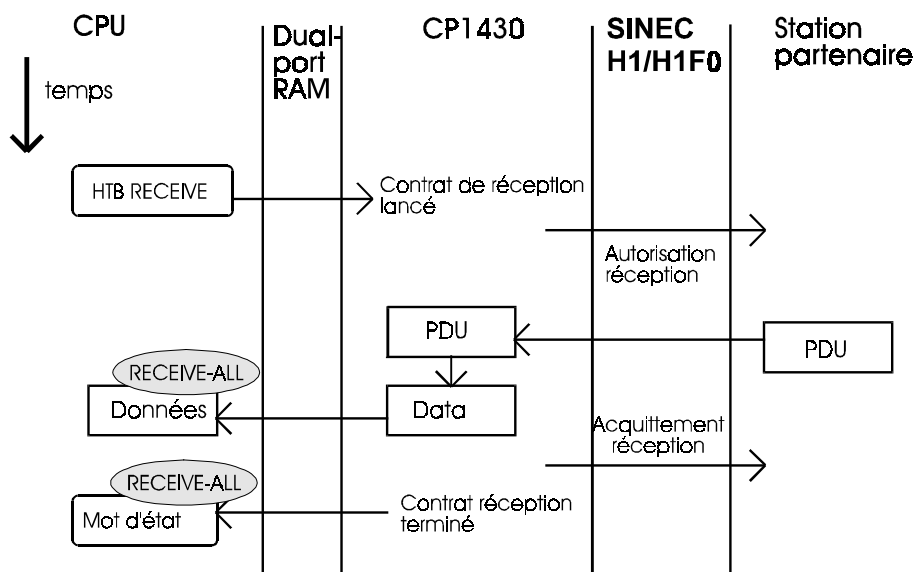 CPU
Dual-
port
RAM
CP1430
SINEC
H1/H1F0
Station
partenaire
temps
HTB RECEIVE
Contrat de réception
lancé
Autorisation
réception
PDU
PDU
RECEIVE-ALL
Données
Data
Acquittement
réception
RECEIVE-ALL
Mot d'état
Contrat réception
terminé